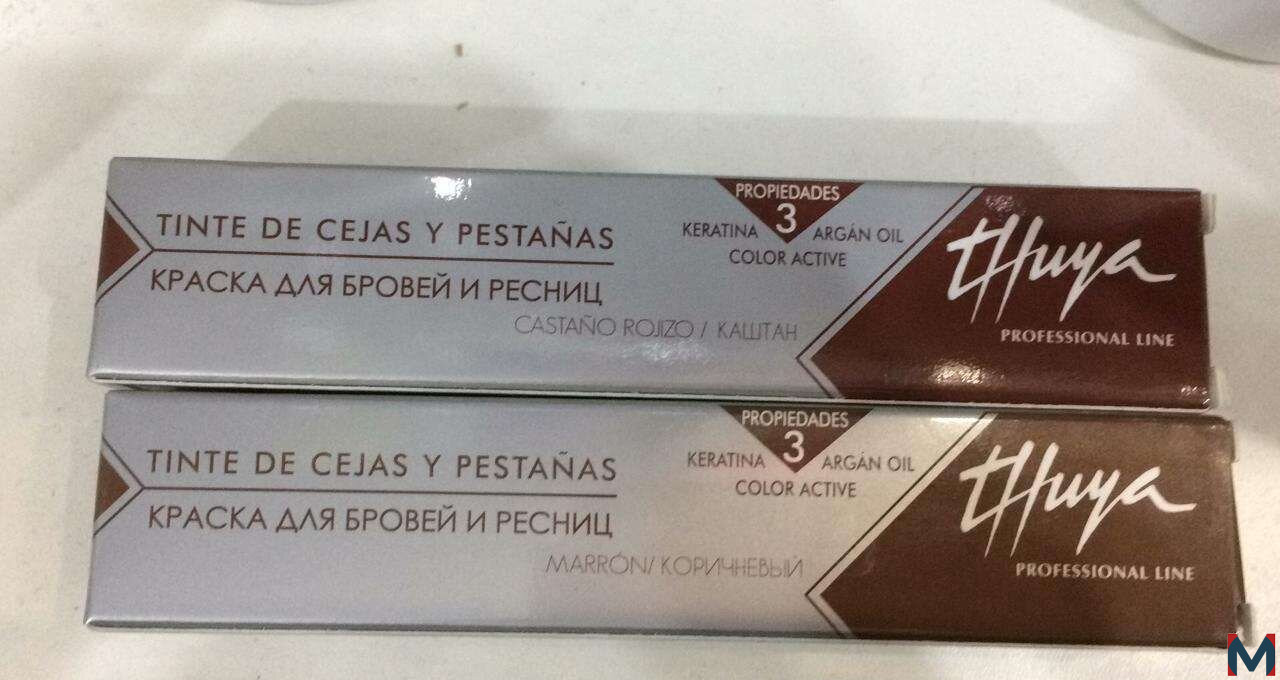 TINTE DE CEJAS Y PESTAÑAS
КРАСКА ДЛЯ БРОВЕЙ И РЕСНИЦ
CASTAÑO ROJIZO / КАШТАН
PROPIEDADES
3
KERATINA ARGÁN OIL
COLOR ACTIVE
tHuya
PROFESSIONAL LINE
TINTE DE CEJAS Y PESTAÑAS
КРАСКА ДЛЯ БРОВЕЙ И РЕСНИЦ
MARRÓN/ КОРИЧНЕВЫЙ
PROPIEDADES
3
KERATINA ARGÁN OIL
COLOR ACTIVE
tHuya
PROFESSIONAL LINE
M